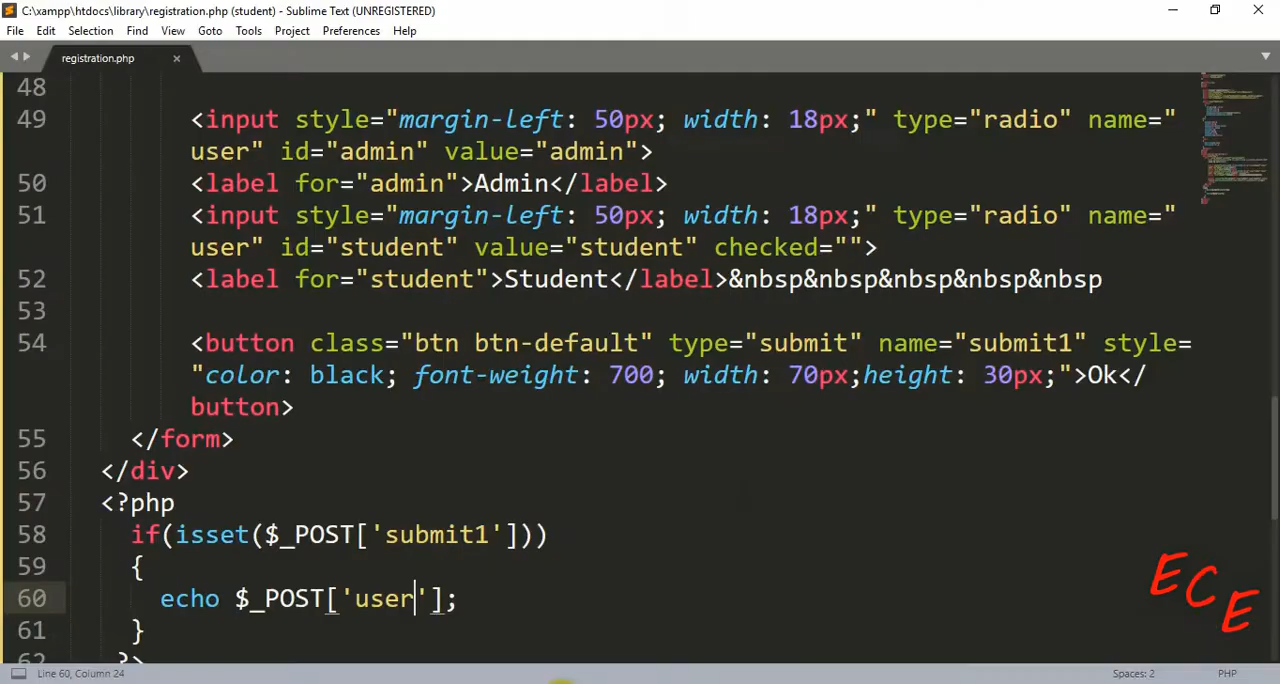 C:\xampp\htdocs\library\registration.php (student) - Sublime Text (UNREGISTERED)
File Edit Selection Find View Goto Tools Project Preferences Help
registration.php
48
49 <input style="margin-left: 50px; width: 18px;" type="radio" name="
user" id="admin" value="admin">
50 <label for="admin">Admin</label>
51 <input style="margin-left: 50px; width: 18px;" type="radio" name="
user" id="student" value="student" checked="">
52 <label for="student">Student</label>&nbsp&nbsp&nbsp&nbsp&nbsp
53
54 <button class="btn btn-default" type="submit" name="submit1" style=
"color: black; font-weight: 700; width: 70px;height: 30px;">Ok</
button>
55 </form>
56 </div>
57 <?php
58 if(isset($_POST['submit1']))
59 {
60 echo $_POST['user'];
61 }
62 ?>
ECE
Line 60, Column 24 Spaces: 2 PHP